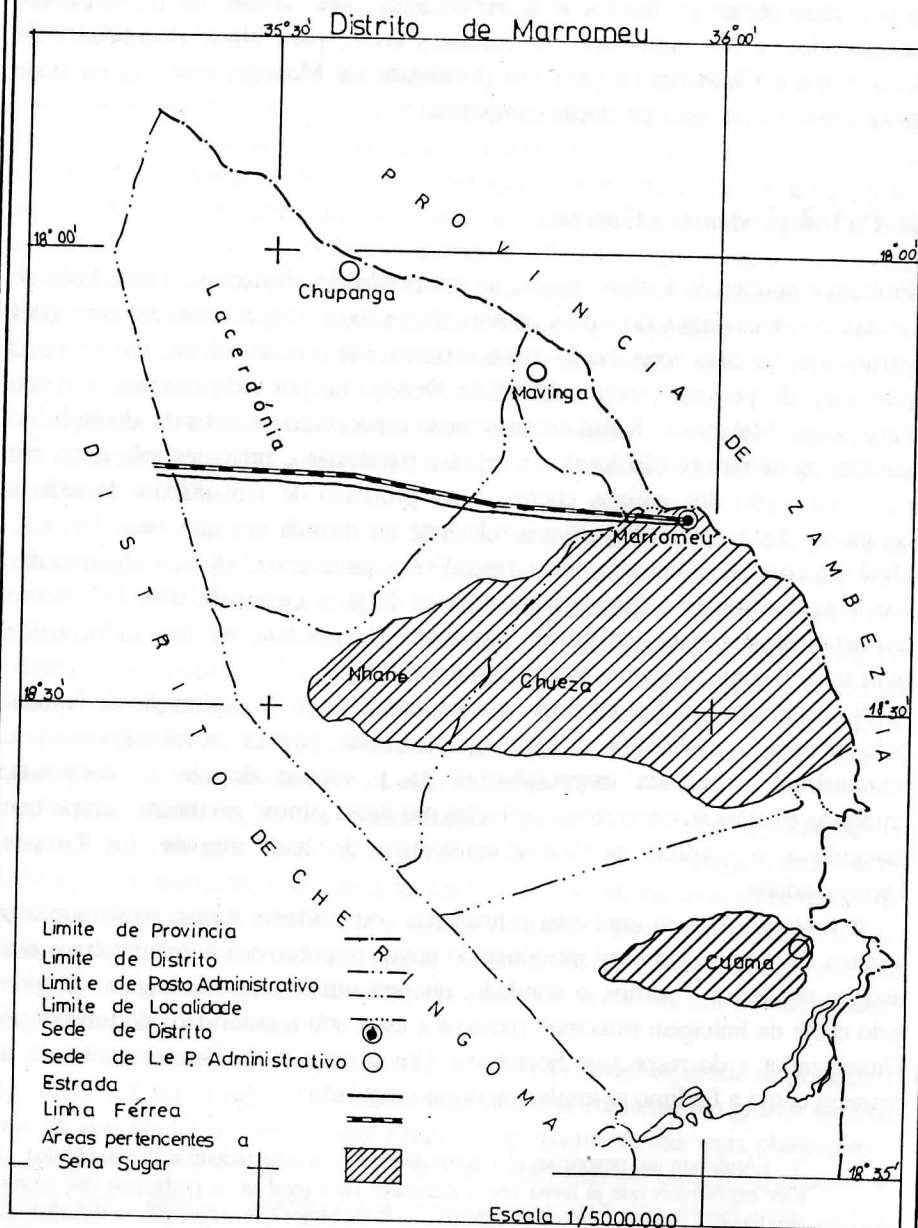 Distrito de Marromeu
35°30'
36°00'
PROVINCIA DE ZAMBEZIA
18°00'
18°00'
Chupanga
Lacerónia
Mavinga
DISTRITO DE CHERINGOMA
Marromeu
Nhane
Chueza
18°30'
18°30
Cuama
Limite de Provincia
Limite de Distrito
Limite de Posto Administrativo
Limite de Localidade
Sede de Distrito
Sede de L.e P. Administrativo
Estrada
Linha Férrea
Áreas pertencentes a
Sena Sugar
18°35'
Escala 1/5000.000